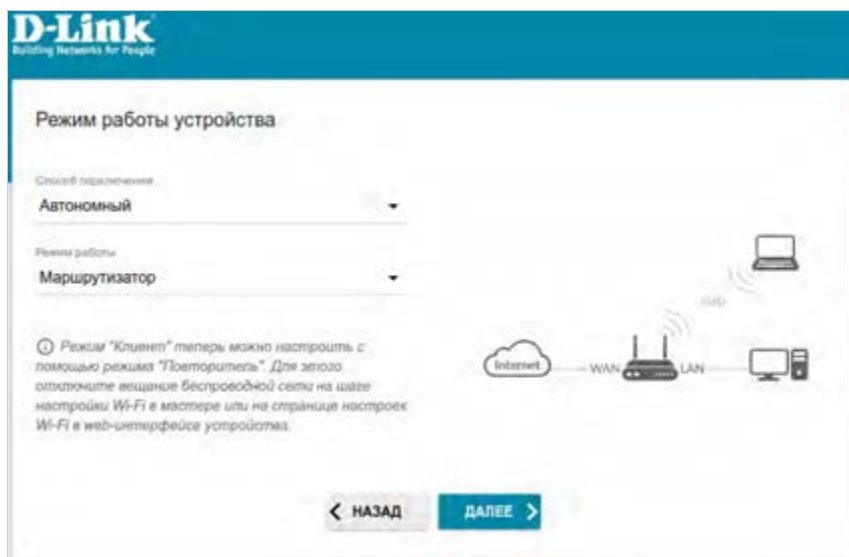 D-Link
Building Networks for People
Режим работы устройства
Способ подключения
Автономный
Режим работы
Маршрутизатор
Режим "Клиент" теперь можно настроить с
помощью режима "Повторитель". Для этого
отключите вещание беспроводной сети на шаге
настройки Wi-Fi в мастере или на странице настроек
Wi-Fi в web-интерфейсе устройства.
Internet
WAN
LAN
НАЗАД
ДАЛЕЕ